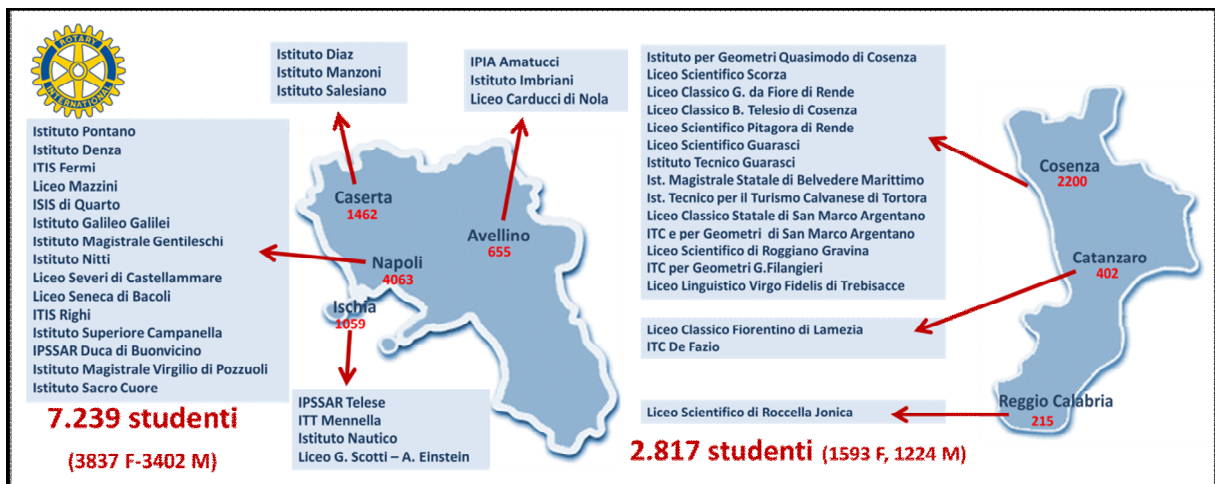 ROTARY
INTERNATIONAL
Istituto Diaz
Istituto Manzoni
Istituto Salesiano
IPIA Amatucci
Istituto Imbriani
Liceo Carducci di Nola
Istituto Pontano
Istituto Denza
ITIS Fermi
Liceo Mazzini
ISIS di Quarto
Istituto Galileo Galilei
Istituto Magistrale Gentileschi
Istituto Nitti
Liceo Severi di Castellammare
Liceo Seneca di Bacoli
ITIS Righi
Istituto Superiore Campanella
IPSSAR Duca di Buonvicino
Istituto Magistrale Virgilio di Pozzuoli
Istituto Sacro Cuore
7.239 studenti
(3837 F-3402 M)
Caserta
1462
Avellino
655
Napoli
4063
Ischia
1059
IPSSAR Telese
ITT Mennella
Istituto Nautico
Liceo G. Scotti – A. Einstein
Istituto per Geometri Quasimodo di Cosenza
Liceo Scientifico Scorza
Liceo Classico G. da Fiore di Rende
Liceo Classico B. Telesio di Cosenza
Liceo Scientifico Pitagora di Rende
Liceo Scientifico Guarasci
Istituto Tecnico Guarasci
Ist. Magistrale Statale di Belvedere Marittimo
Ist. Tecnico per il Turismo Calvanese di Tortora
Liceo Classico Statale di San Marco Argentano
ITC e per Geometri di San Marco Argentano
Liceo Scientifico di Roggiano Gravina
ITC per Geometri G.Filangieri
Liceo Linguistico Virgo Fidelis di Trebisacce
Liceo Classico Fiorentino di Lamezia
ITC De Fazio
Liceo Scientifico di Roccella Jonica
Cosenza
2200
Catanzaro
402
Reggio Calabria
215
2.817 studenti (1593 F, 1224 M)